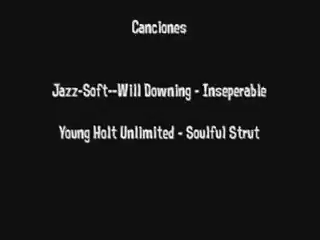 Canciones
Jazz-Soft--Will Downing - Inseperable
Young Holt Unlimited - Soulful Strut